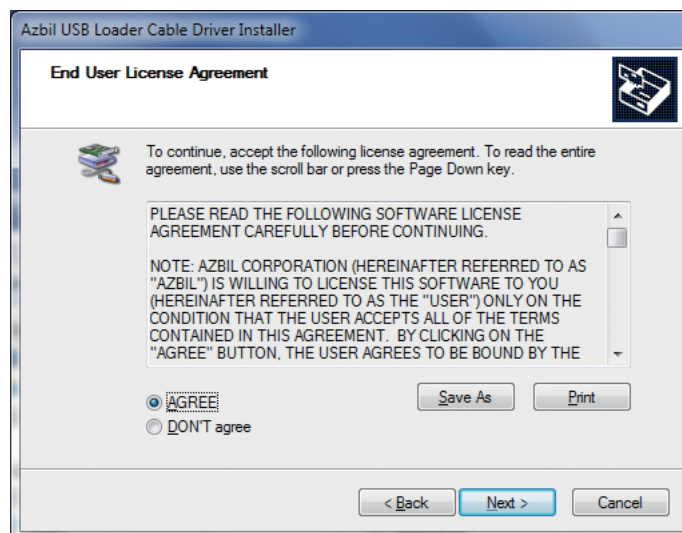 Azbil USB Loader Cable Driver Installer
End User License Agreement
To continue, accept the following license agreement. To read the entire
agreement, use the scroll bar or press the Page Down key.
PLEASE READ THE FOLLOWING SOFTWARE LICENSE
AGREEMENT CAREFULLY BEFORE CONTINUING.
NOTE: AZBIL CORPORATION (HEREINAFTER REFERRED TO AS
"AZBIL") IS WILLING TO LICENSE THIS SOFTWARE TO YOU
(HEREINAFTER REFERRED TO AS THE "USER") ONLY ON THE
CONDITION THAT THE USER ACCEPTS ALL OF THE TERMS
CONTAINED IN THIS AGREEMENT.  BY CLICKING ON THE
"AGREE" BUTTON, THE USER AGREES TO BE BOUND BY THE
AGREE
Save As Print
DON'T agree
< Back Next > Cancel